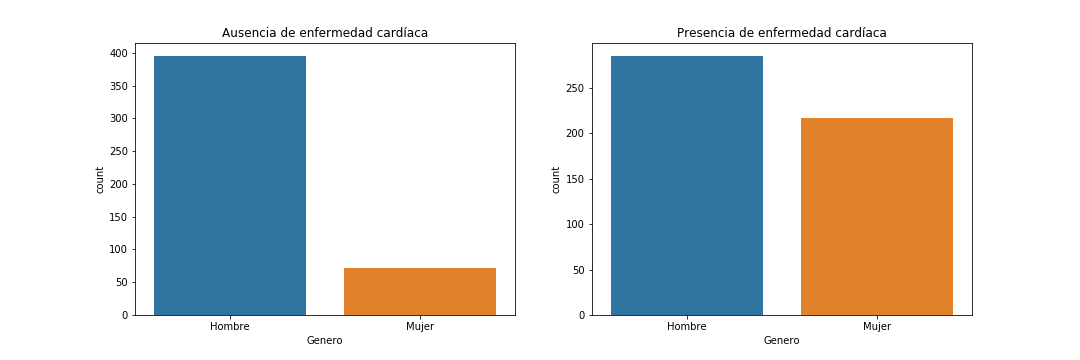 Ausencia de enfermedad cardíaca
400
350
300
250
200
150
100
50
0
count
Hombre
Mujer
Genero
Presencia de enfermedad cardíaca
250
200
150
100
50
0
count
Hombre
Mujer
Genero